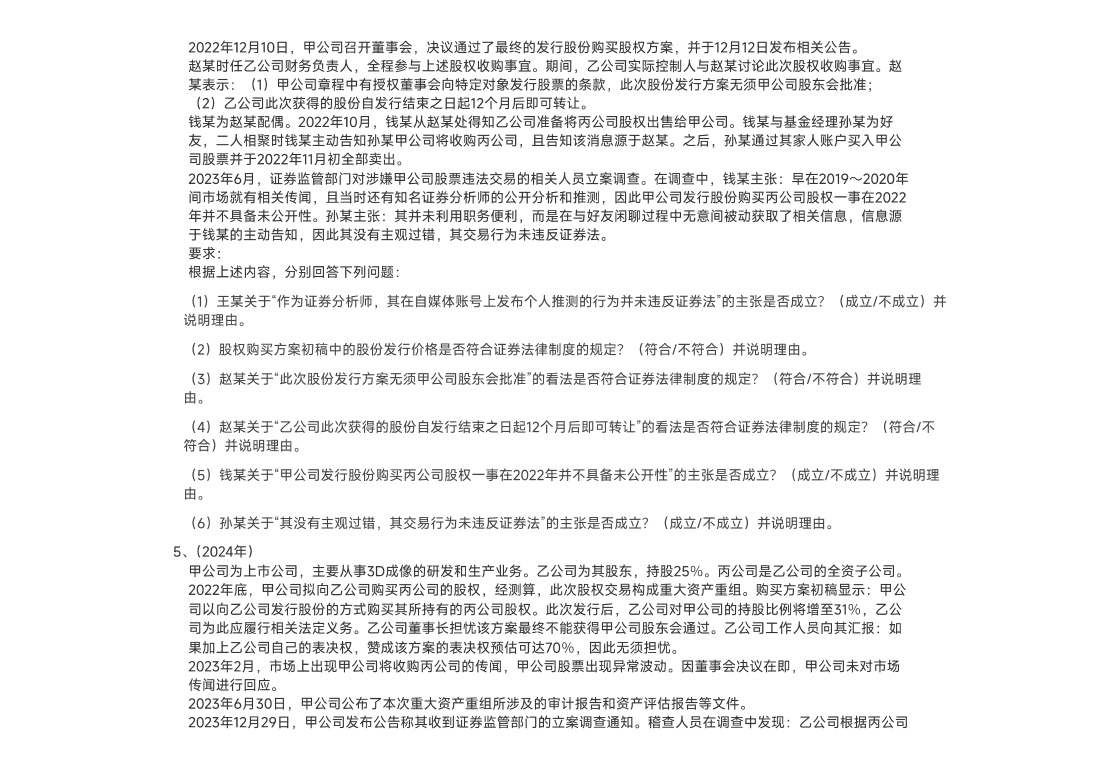 2022年12月10日，甲公司召开董事会，决议通过了最终的发行股份购买股权方案，并于12月12日发布相关公告。
赵某时任乙公司财务负责人，全程参与上述股权收购事宜。期间，乙公司实际控制人与赵某讨论此次股权收购事宜。赵
某表示：（1）甲公司章程中有授权董事会向特定对象发行股票的条款，此次股份发行方案无须甲公司股东会批准；
（2）乙公司此次获得的股份自发行结束之日起12个月后即可转让。
钱某为赵某配偶。2022年10月，钱某从赵某处得知乙公司准备将丙公司股权出售给甲公司。钱某与基金经理孙某为好
友，二人相聚时钱某主动告知孙某甲公司将收购丙公司，且告知该消息源于赵某。之后，孙某通过其家人账户买入甲公
司股票并于2022年11月初全部卖出。
2023年6月，证券监管部门对涉嫌甲公司股票违法交易的相关人员立案调查。在调查中，钱某主张：早在2019～2020年
间市场就有相关传闻，且当时还有知名证券分析师的公开分析和推测，因此甲公司发行股份购买丙公司股权一事在2022
年并不具备未公开性。孙某主张：其并未利用职务便利，而是在与好友闲聊过程中无意间被动获取了相关信息，信息源
于钱某的主动告知，因此其没有主观过错，其交易行为未违反证券法。
要求：
根据上述内容，分别回答下列问题：
（1）王某关于“作为证券分析师，其在自媒体账号上发布个人推测的行为并未违反证券法”的主张是否成立？（成立/不成立）并
说明理由。
（2）股权购买方案初稿中的股份发行价格是否符合证券法律制度的规定？（符合/不符合）并说明理由。
（3）赵某关于“此次股份发行方案无须甲公司股东会批准”的看法是否符合证券法律制度的规定？（符合/不符合）并说明理
由。
（4）赵某关于“乙公司此次获得的股份自发行结束之日起12个月后即可转让”的看法是否符合证券法律制度的规定？（符合/不
符合）并说明理由。
（5）钱某关于“甲公司发行股份购买丙公司股权一事在2022年并不具备未公开性”的主张是否成立？（成立/不成立）并说明理
由。
（6）孙某关于“其没有主观过错，其交易行为未违反证券法”的主张是否成立？（成立/不成立）并说明理由。
5、（2024年）
甲公司为上市公司，主要从事3D成像的研发和生产业务。乙公司为其股东，持股25%。丙公司是乙公司的全资子公司。
2022年底，甲公司拟向乙公司购买丙公司的股权，经测算，此次股权交易构成重大资产重组。购买方案初稿显示：甲公
司以向乙公司发行股份的方式购买其所持有的丙公司股权。此次发行后，乙公司对甲公司的持股比例将增至31%，乙公
司为此应履行相关法定义务。乙公司董事长担忧该方案最终不能获得甲公司股东会通过。乙公司工作人员向其汇报：如
果加上乙公司自己的表决权，赞成该方案的表决权预估可达70%，因此无须担忧。
2023年2月，市场上出现甲公司将收购丙公司的传闻，甲公司股票出现异常波动。因董事会决议在即，甲公司未对市场
传闻进行回应。
2023年6月30日，甲公司公布了本次重大资产重组所涉及的审计报告和资产评估报告等文件。
2023年12月29日，甲公司发布公告称其收到证券监管部门的立案调查通知。稽查人员在调查中发现：乙公司根据丙公司